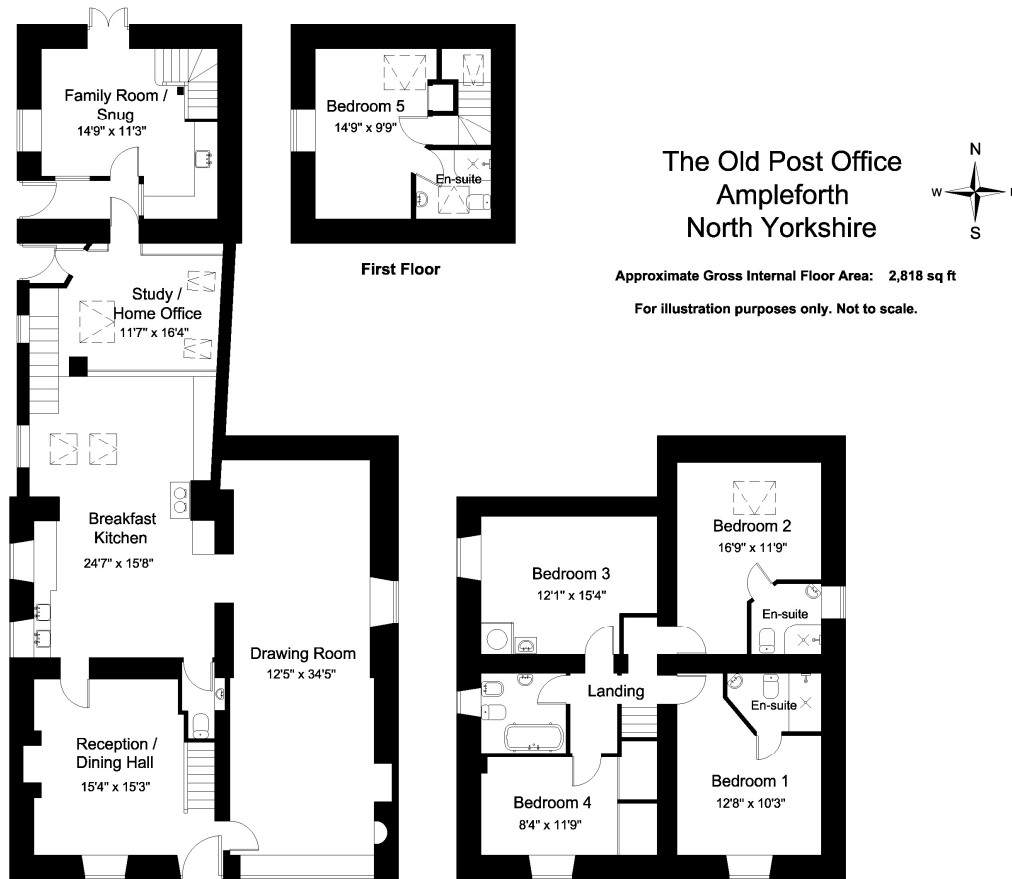 Family Room /
Snug
14'9" x 11'3"
Bedroom 5
14'9" x 9'9"
En-suite
First Floor
The Old Post Office
Ampleforth
North Yorkshire
N
W
S
Approximate Gross Internal Floor Area: 2,818 sq ft
For illustration purposes only. Not to scale.
Study /
Home Office
11'7" x 16'4"
Breakfast
Kitchen
24'7" x 15'8"
Drawing Room
12'5" x 34'5"
Reception /
Dining Hall
15'4" x 15'3"
Bedroom 3
12'1" x 15'4"
Bedroom 2
16'9" x 11'9"
En-suite
Landing
En-suite
Bedroom 4
8'4" x 11'9"
Bedroom 1
12'8" x 10'3"